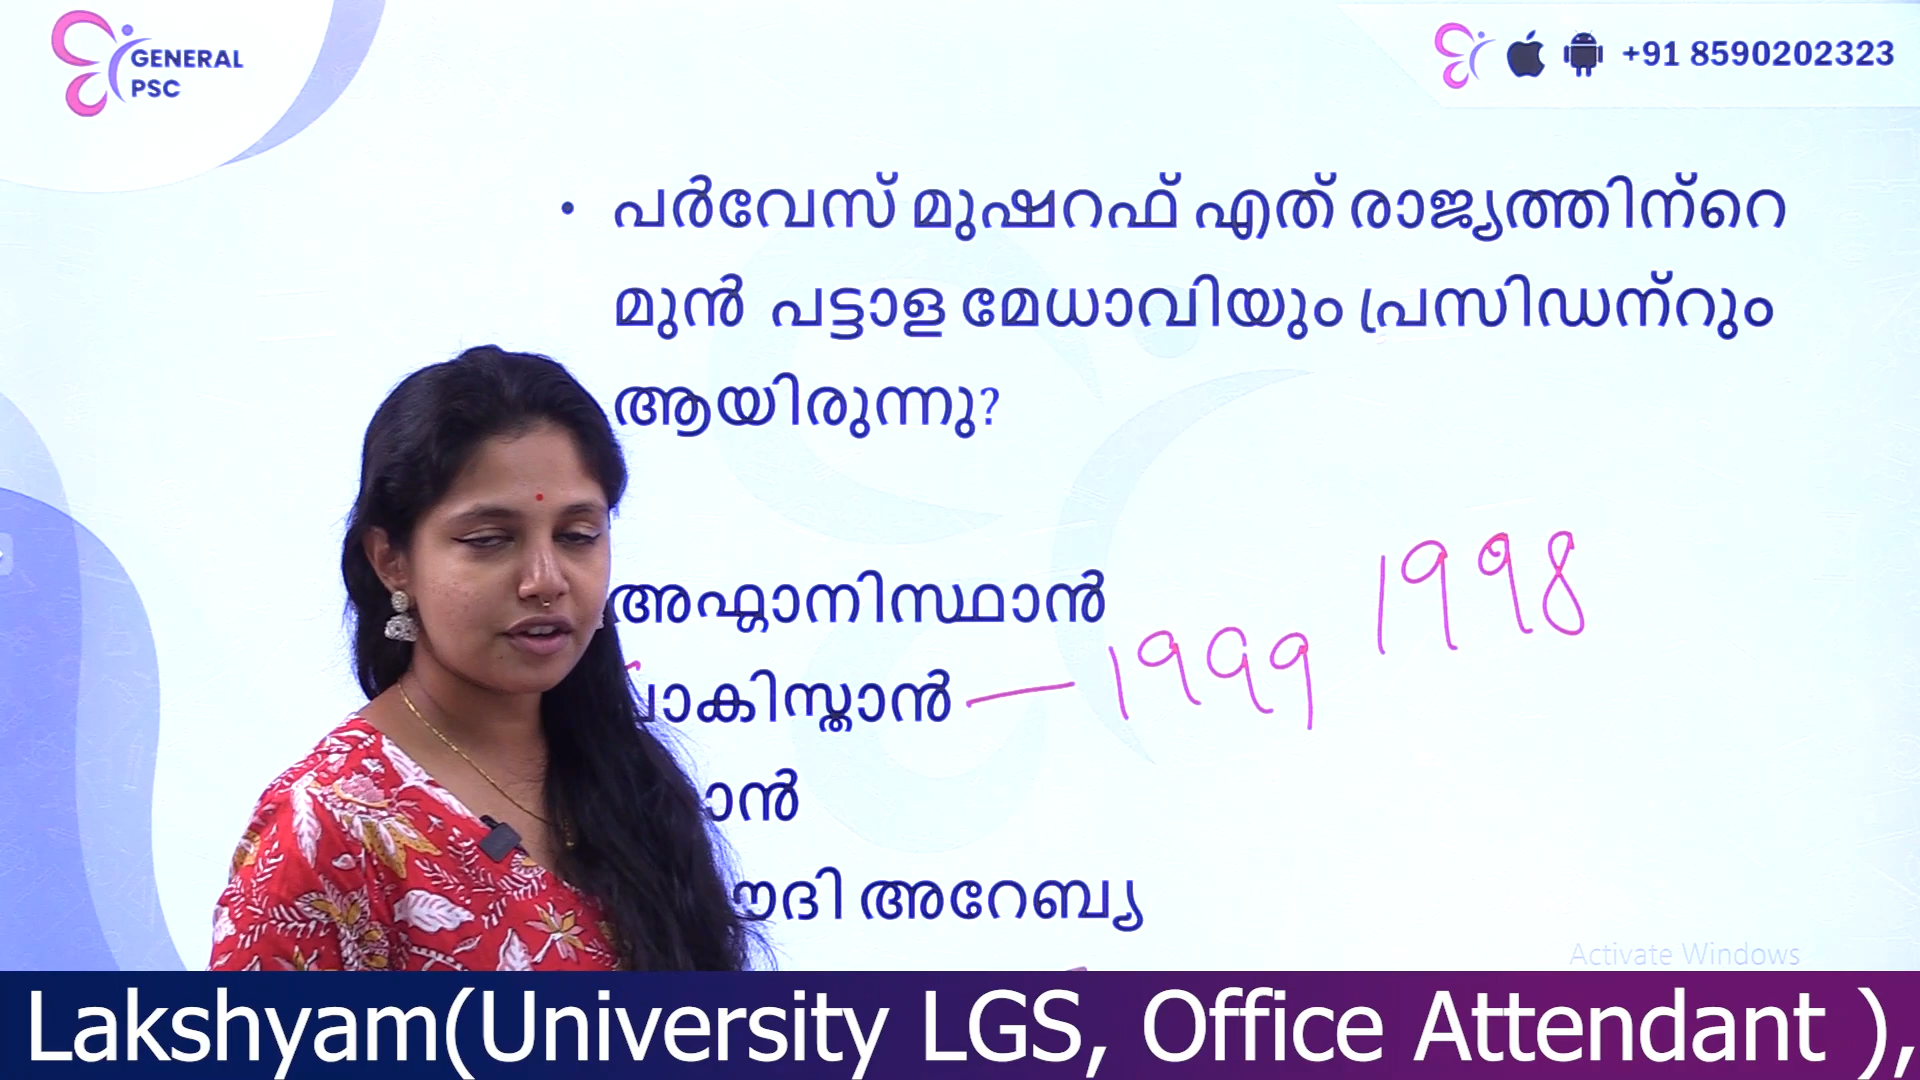 GENERAL
PSC
+91 8590202323
• പർവേസ് മുഷറഫ് എത് രാജ്യത്തിന്റെ
മുൻ പട്ടാള മേധാവിയും പ്രസിഡന്റും
ആയിരുന്നു?
1998
അഫ്ഗാനിസ്ഥാൻ
പാകിസ്താൻ — 1999
ൗദി അറേബ്യ
Activate Windows
Lakshyam(University LGS, Office Attendant ),